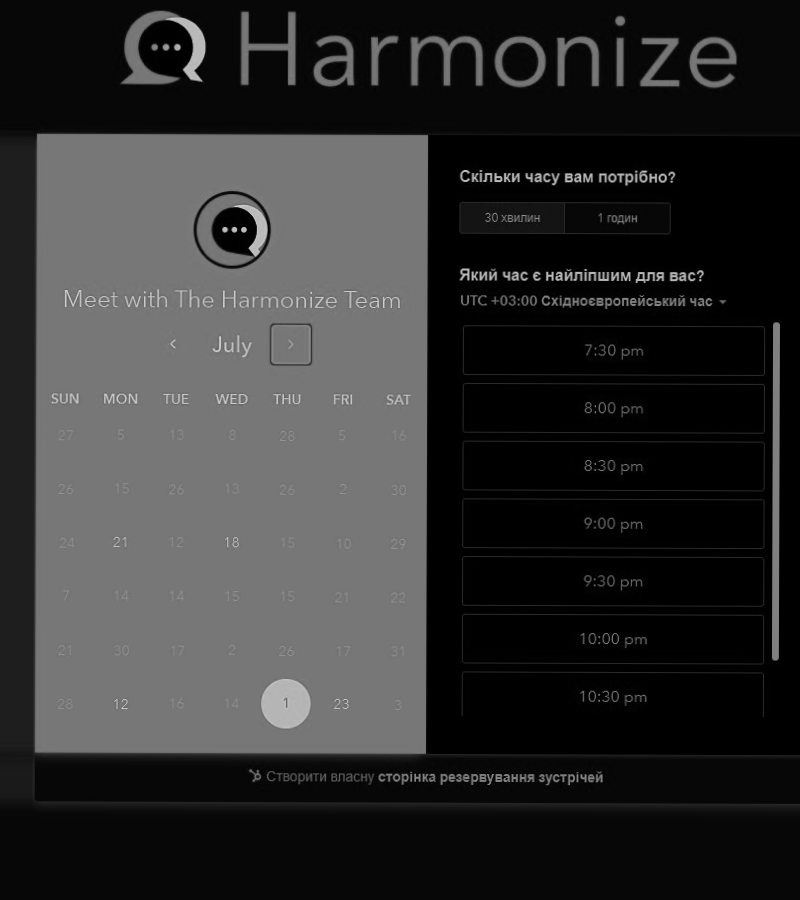 Harmonize
Meet with The Harmonize Team
July
SUN MON TUE WED THU FRI SAT
27 5 13 8 28 5 16
26 15 26 13 26 2 30
24 21 12 18 15 10 29
7 14 14 15 15 21 22
21 30 17 2 26 17 31
28 12 16 14 1 23 3
Скільки часу вам потрібно?
30 хвилин 1 годин
Який час є найліпшим для вас?
UTC +03:00 Східноєвропейський час
7:30 pm
8:00 pm
8:30 pm
9:00 pm
9:30 pm
10:00 pm
10:30 pm
Створити власну сторінка резервування зустрічей